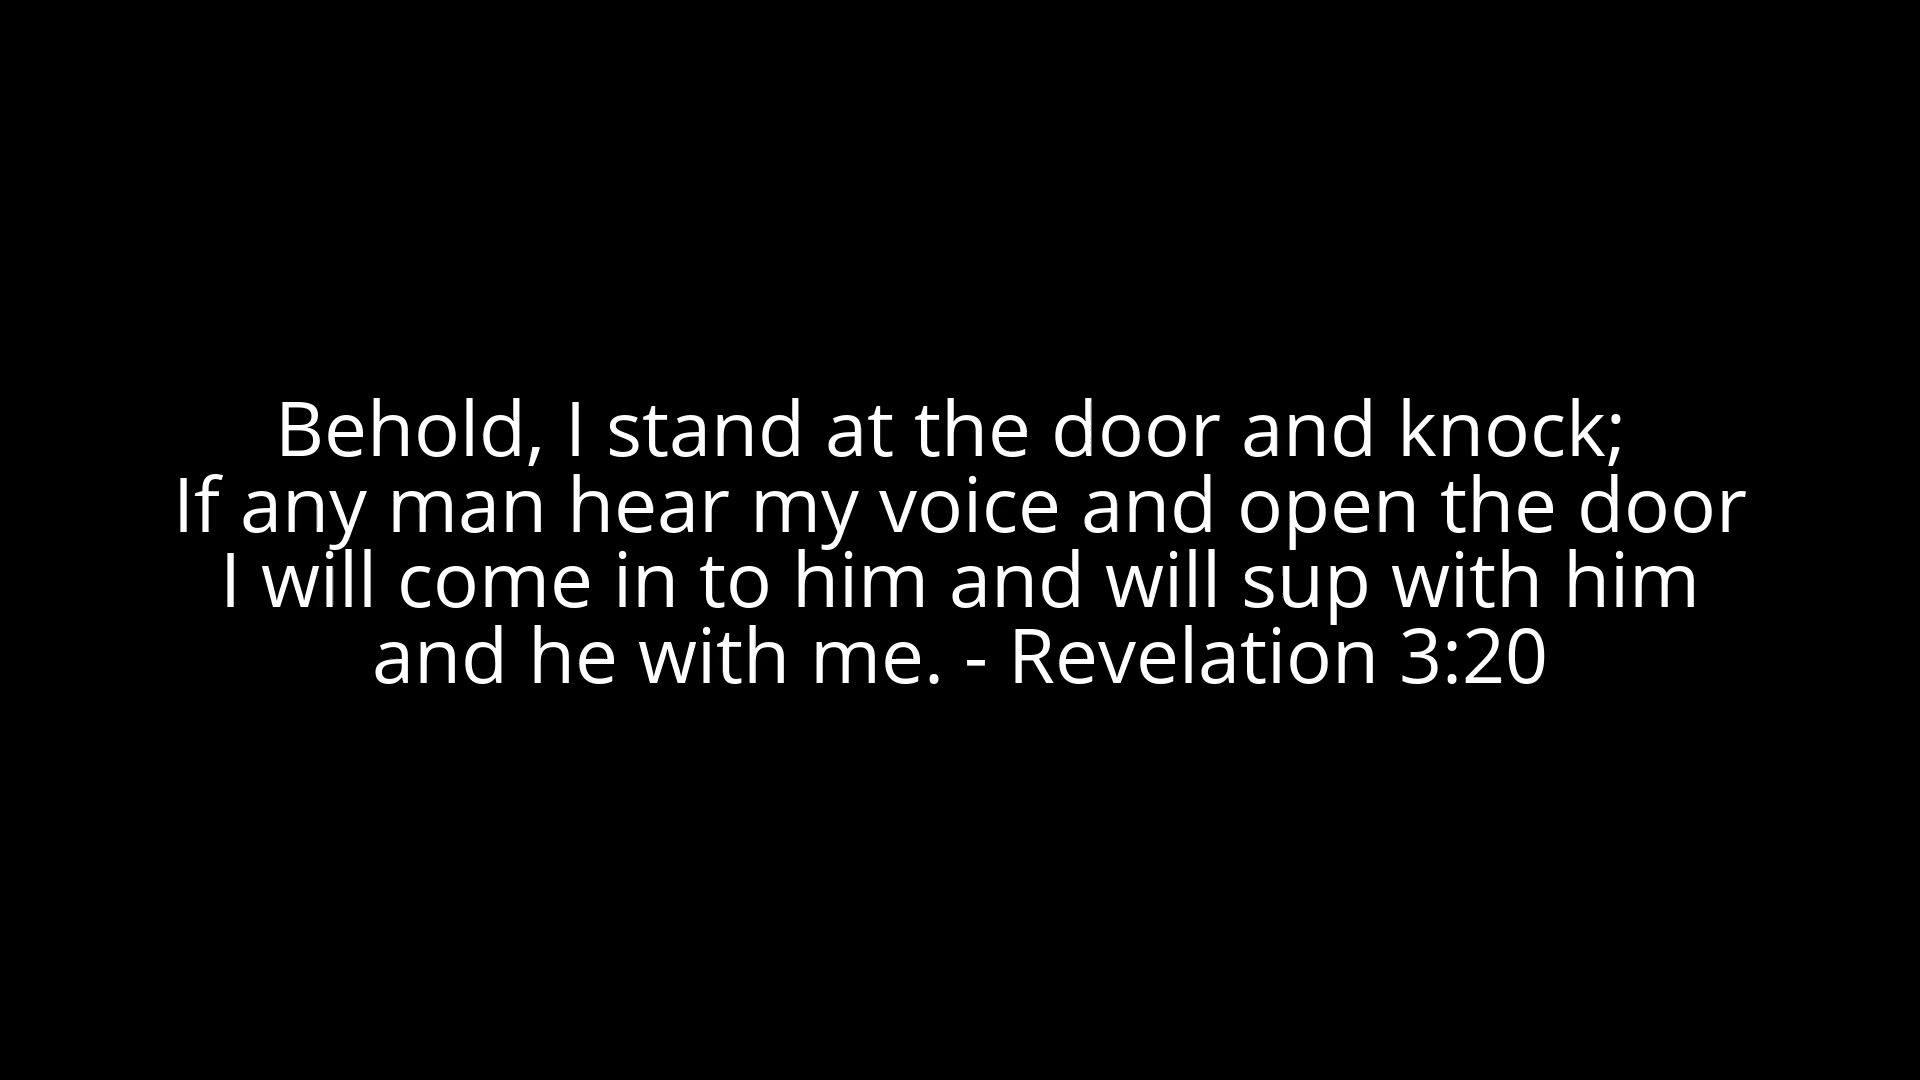 Behold, I stand at the door and knock;
If any man hear my voice and open the door
I will come in to him and will sup with him
and he with me. - Revelation 3:20